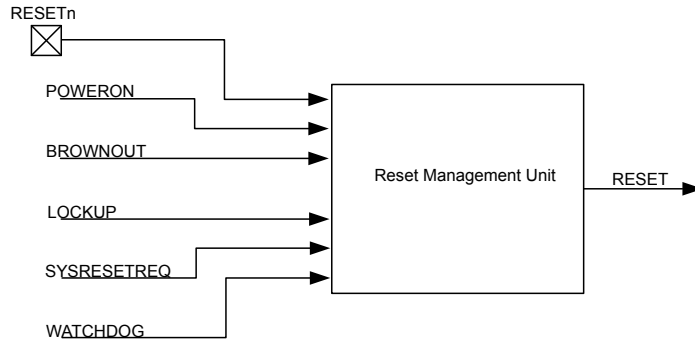 RESETn
POWERON
BROWNOUT
Reset Management Unit
RESET
LOCKUP
SYSRESETREQ
WATCHDOG